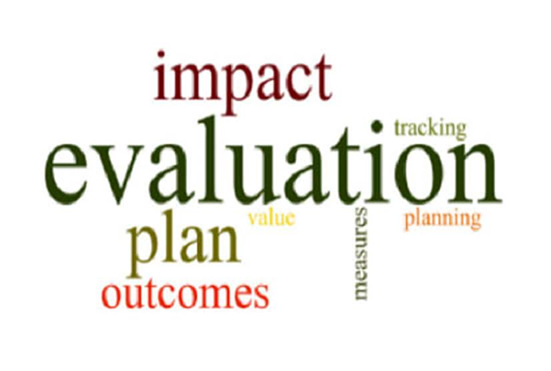 impact
tracking
evaluation
value
planning
plan
measures
outcomes